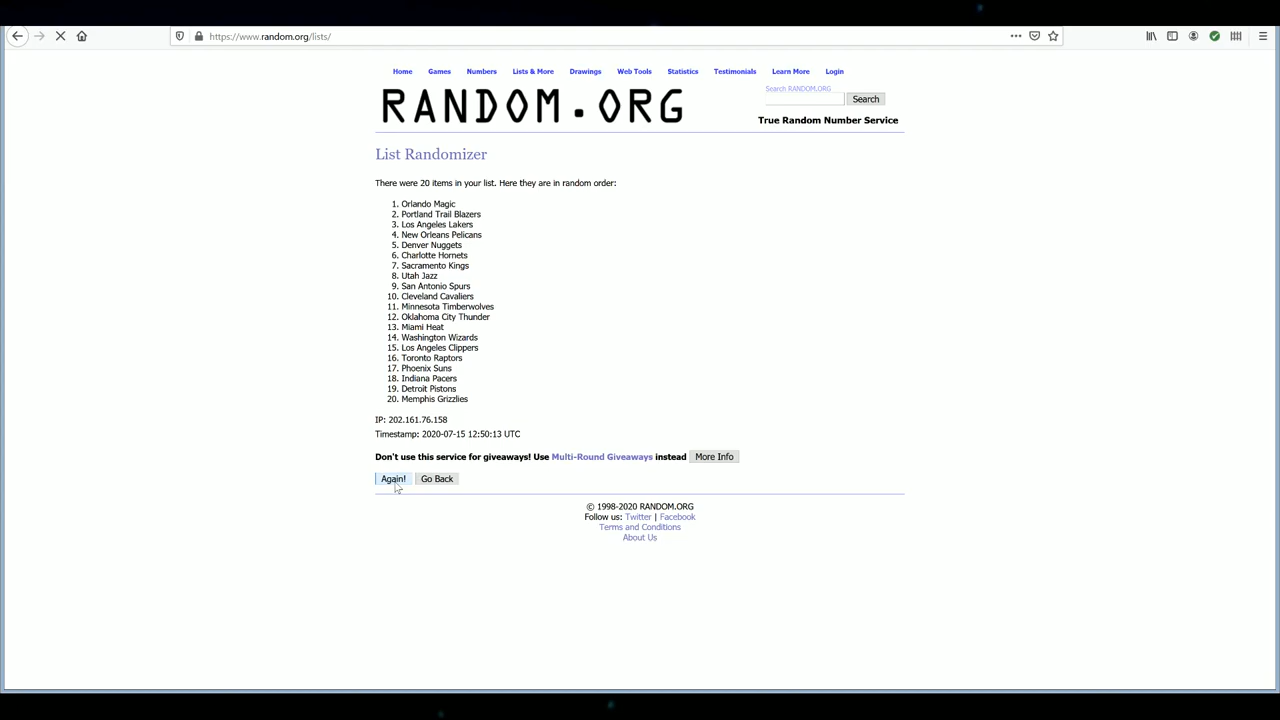 https://www.random.org/lists/
Home Games Numbers Lists & More Drawings Web Tools Statistics Testimonials Learn More Login
RANDOM.ORG
Search RANDOM.ORG
Search
True Random Number Service
List Randomizer
There were 20 items in your list. Here they are in random order:
1. Orlando Magic
2. Portland Trail Blazers
3. Los Angeles Lakers
4. New Orleans Pelicans
5. Denver Nuggets
6. Charlotte Hornets
7. Sacramento Kings
8. Utah Jazz
9. San Antonio Spurs
10. Cleveland Cavaliers
11. Minnesota Timberwolves
12. Oklahoma City Thunder
13. Miami Heat
14. Washington Wizards
15. Los Angeles Clippers
16. Toronto Raptors
17. Phoenix Suns
18. Indiana Pacers
19. Detroit Pistons
20. Memphis Grizzlies
IP: 202.161.76.158
Timestamp: 2020-07-15 12:50:13 UTC
Don't use this service for giveaways! Use Multi-Round Giveaways instead More Info
Again! Go Back
© 1998-2020 RANDOM.ORG
Follow us: Twitter | Facebook
Terms and Conditions
About Us